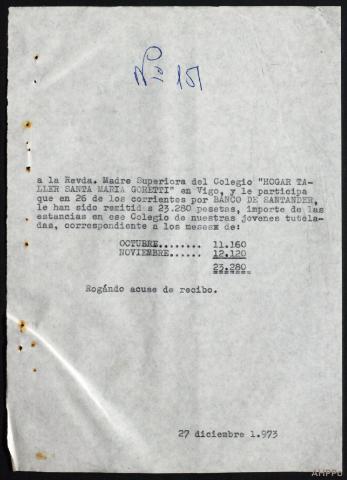 Nº 151
a la Revda. Madre Superiora del Colegio "HOGAR TA-
LLER SANTA MARIA GORETTI" en Vigo, y le participa
que en 26 de los corrientes por BANCO DE SANTANDER,
le han sido remitidas 23.280 pesetas, importe de las
estancias en ese Colegio de nuestras jovenes tutela-
das, correspondiente a los mesesx de:
OCTUBRE........ 11.160
NOVIEMBRE...... 12.120
23.280
Rogándo acuse de recibo.
27 diciembre 1.973
AHPPO